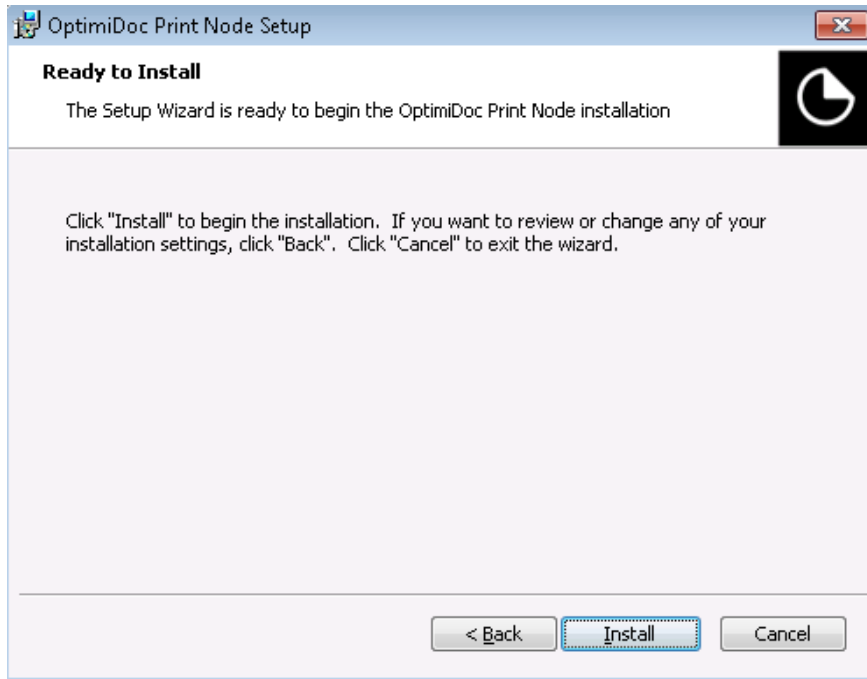 OptimiDoc Print Node Setup
Ready to Install
The Setup Wizard is ready to begin the OptimiDoc Print Node installation
Click "Install" to begin the installation.  If you want to review or change any of your
installation settings, click "Back".  Click "Cancel" to exit the wizard.
< Back Install Cancel